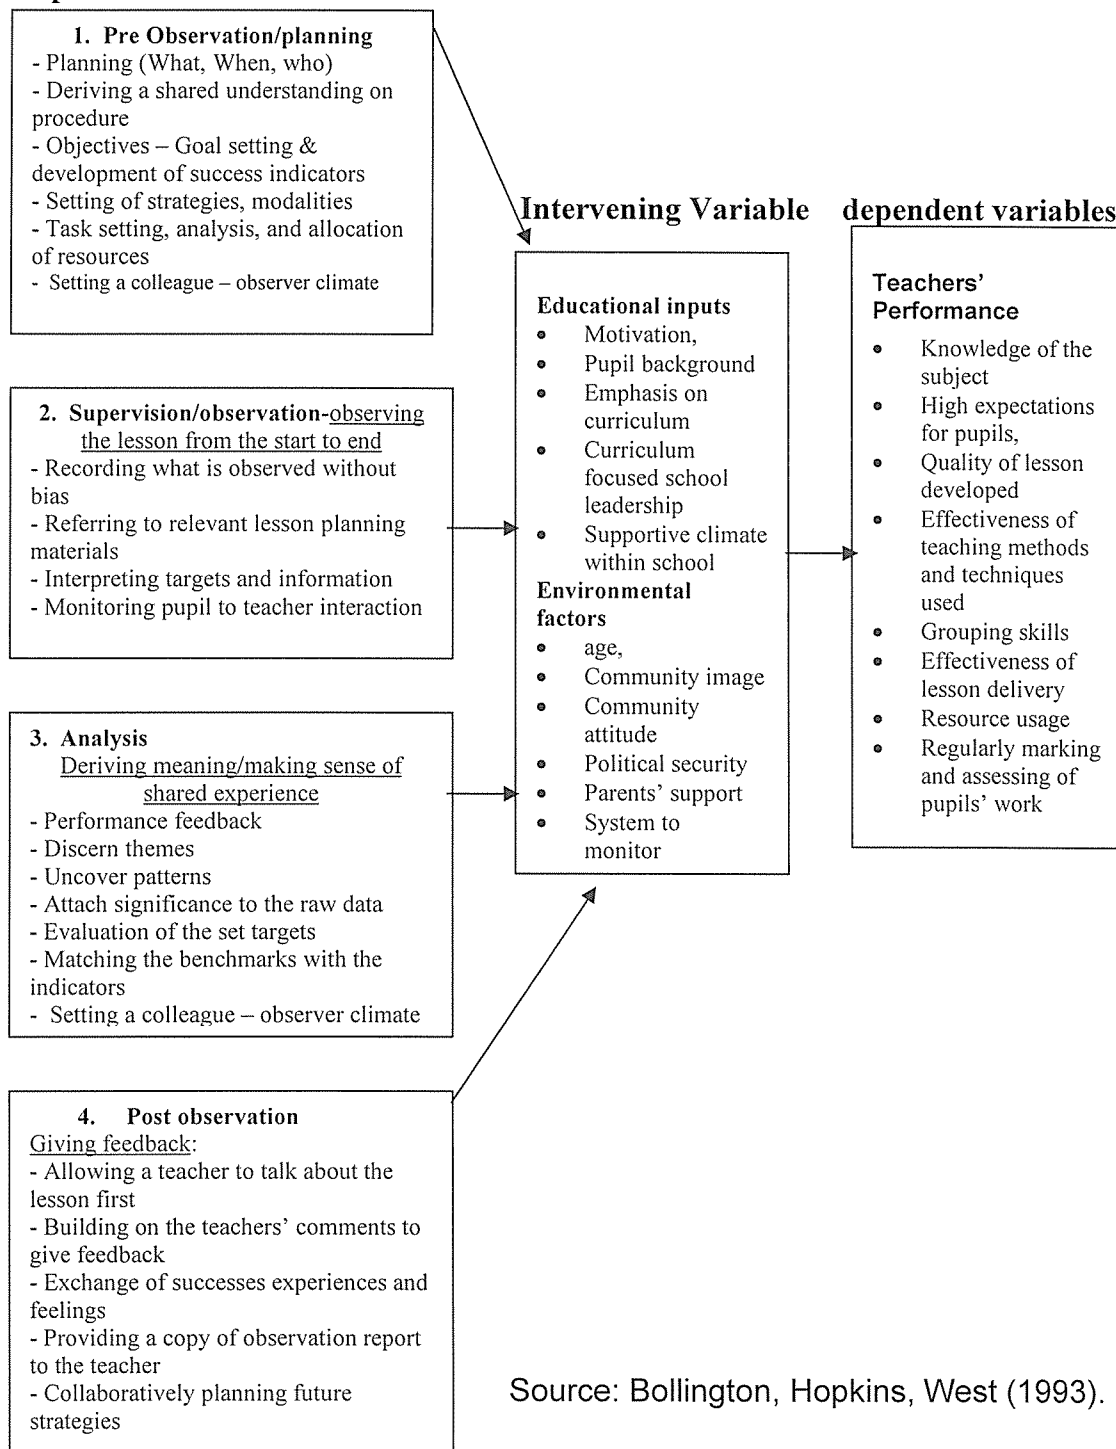 1. Pre Observation/planning
- Planning (What, When, who)
- Deriving a shared understanding on
procedure
- Objectives – Goal setting &
development of success indicators
- Setting of strategies, modalities
- Task setting, analysis, and allocation
of resources
- Setting a colleague – observer climate
2. Supervision/observation-observing
the lesson from the start to end
- Recording what is observed without
bias
- Referring to relevant lesson planning
materials
- Interpreting targets and information
- Monitoring pupil to teacher interaction
3. Analysis
Deriving meaning/making sense of
shared experience
- Performance feedback
- Discern themes
- Uncover patterns
- Attach significance to the raw data
- Evaluation of the set targets
- Matching the benchmarks with the
indicators
- Setting a colleague – observer climate
4. Post observation
Giving feedback:
- Allowing a teacher to talk about the
lesson first
- Building on the teachers' comments to
give feedback
- Exchange of successes experiences and
feelings
- Providing a copy of observation report
to the teacher
- Collaboratively planning future
strategies
Intervening Variable
Educational inputs
• Motivation,
• Pupil background
• Emphasis on
curriculum
• Curriculum
focused school
leadership
• Supportive climate
within school
Environmental
factors
• age,
• Community image
• Community
attitude
• Political security
• Parents' support
• System to
monitor
dependent variables
Teachers'
Performance
• Knowledge of the
subject
• High expectations
for pupils,
• Quality of lesson
developed
• Effectiveness of
teaching methods
and techniques
used
• Grouping skills
• Effectiveness of
lesson delivery
• Resource usage
• Regularly marking
and assessing of
pupils' work
Source: Bollington, Hopkins, West (1993).